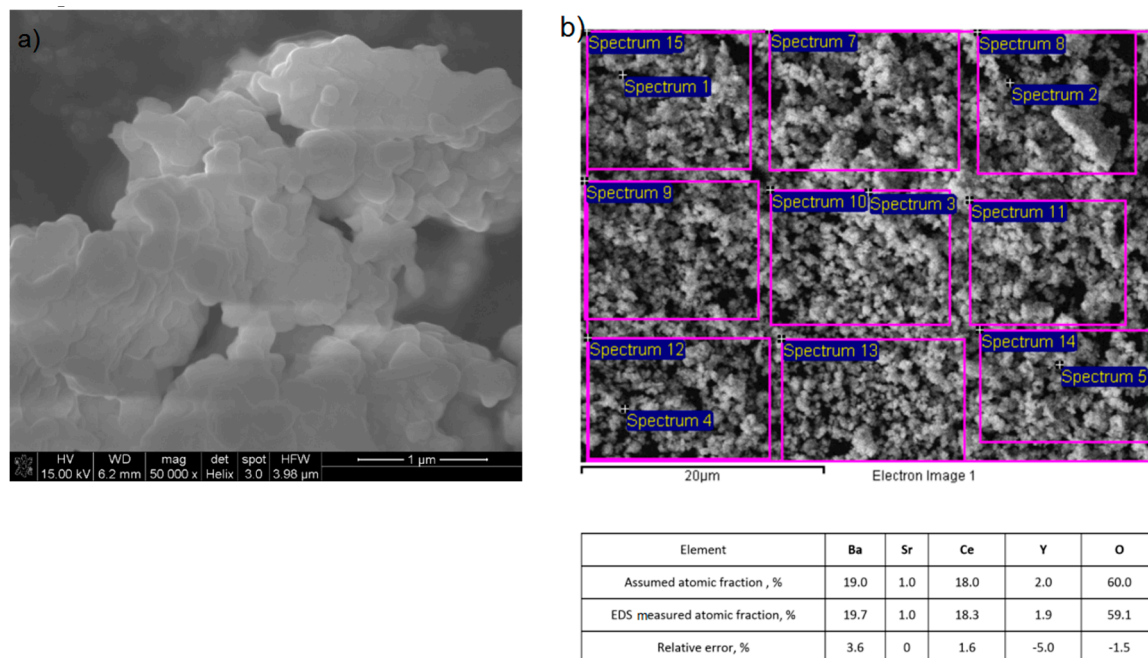 a)
HV WD mag det spot HFW
15.00 kV 6.2 mm 50 000 x Helix 3.0 3.98 µm
1 µm
b)
Spectrum 15
Spectrum 7
Spectrum 8
Spectrum 1
Spectrum 2
Spectrum 9
Spectrum 10
Spectrum 3
Spectrum 11
Spectrum 12
Spectrum 13
Spectrum 14
Spectrum 5
Spectrum 4
20µm
Electron Image 1
Element Ba Sr Ce Y O
Assumed atomic fraction , % 19.0 1.0 18.0 2.0 60.0
EDS measured atomic fraction, % 19.7 1.0 18.3 1.9 59.1
Relative error, % 3.6 0 1.6 -5.0 -1.5